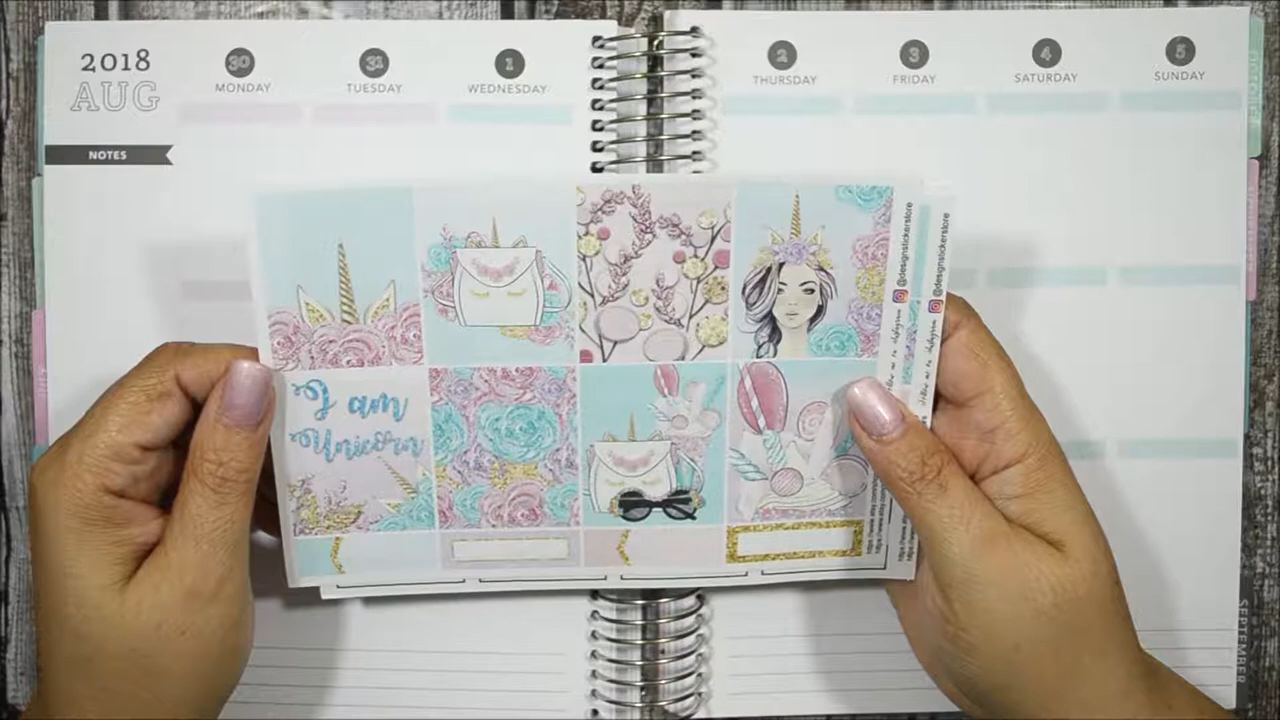 2018
AUG
30
MONDAY
31
TUESDAY
1
WEDNESDAY
2
THURSDAY
3
FRIDAY
4
SATURDAY
5
SUNDAY
NOTES
I am
Unicorn
@designstickerstore
@designstickerstore
SEPTEMBER